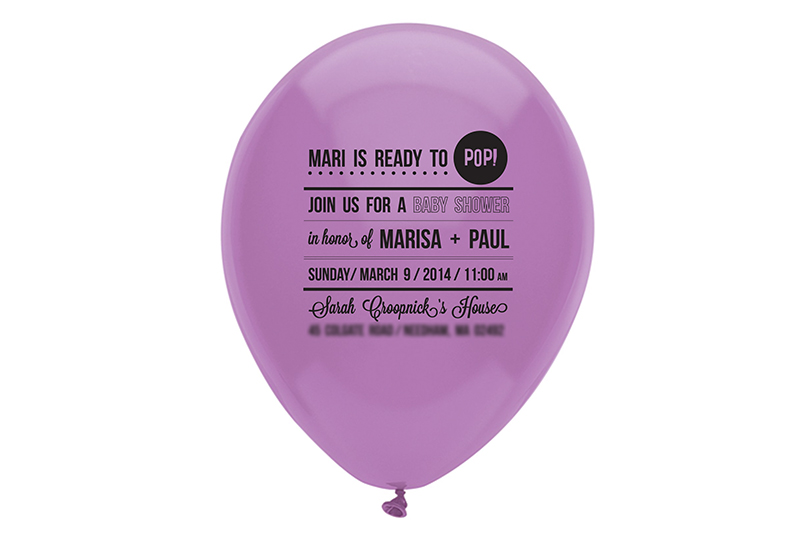 MARI IS READY TO POP!
JOIN US FOR A BABY SHOWER
in honor of MARISA + PAUL
SUNDAY/ MARCH 9 / 2014 / 11:00 AM
Sarah Croopnick's House